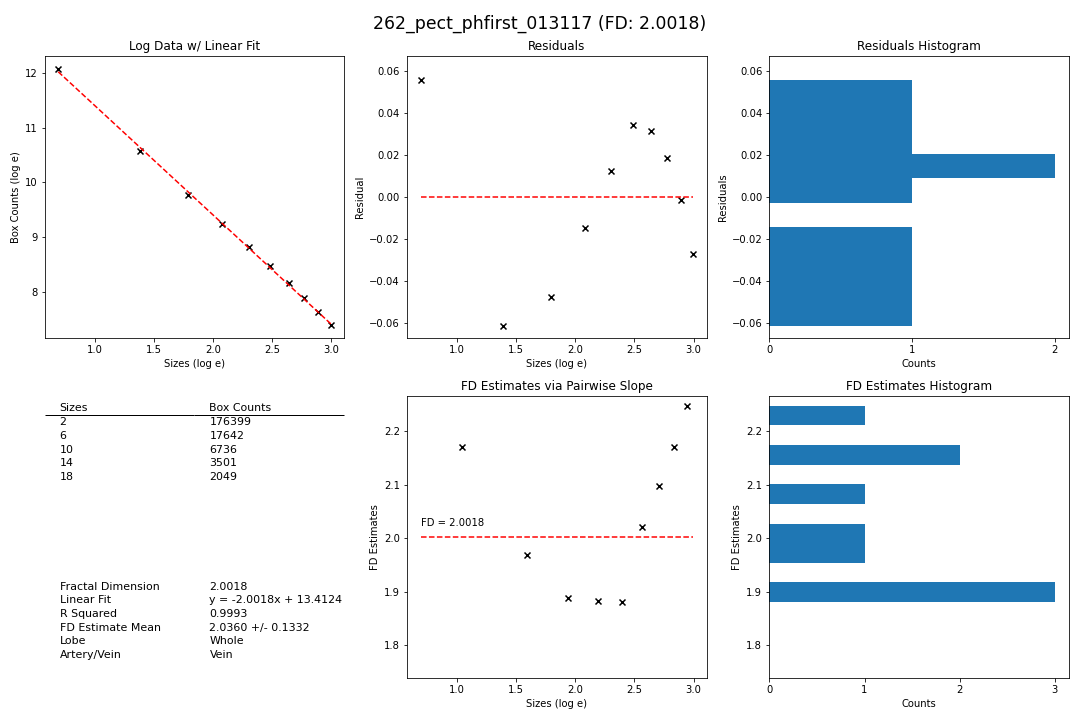 262_pect_phfirst_013117 (FD: 2.0018)
Log Data w/ Linear Fit
12
11
10
9
8
Box Counts (log e)
1.0 1.5 2.0 2.5 3.0
Sizes (log e)
Residuals
0.06
0.04
0.02
0.00
−0.02
−0.04
−0.06
Residual
1.0 1.5 2.0 2.5 3.0
Sizes (log e)
Residuals Histogram
0.06
0.04
0.02
0.00
−0.02
−0.04
−0.06
Residuals
0 1 2
Counts
Sizes Box Counts
2 176399
6 17642
10 6736
14 3501
18 2049
Fractal Dimension 2.0018
Linear Fit y = -2.0018x + 13.4124
R Squared 0.9993
FD Estimate Mean 2.0360 +/- 0.1332
Lobe Whole
Artery/Vein Vein
FD Estimates via Pairwise Slope
2.2
2.1
2.0
1.9
1.8
FD Estimates
FD = 2.0018
1.0 1.5 2.0 2.5 3.0
Sizes (log e)
FD Estimates Histogram
2.2
2.1
2.0
1.9
1.8
FD Estimates
0 1 2 3
Counts